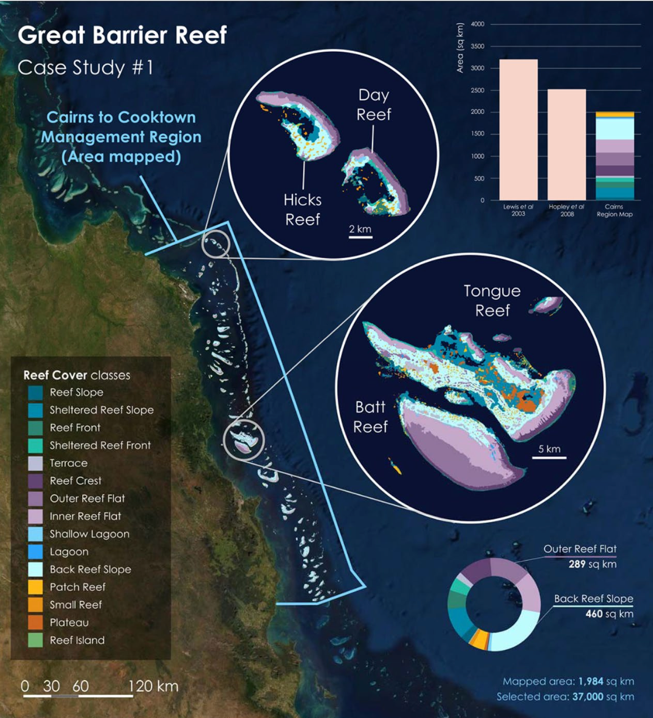 Great Barrier Reef
Case Study #1
Cairns to Cooktown
Management Region
(Area mapped)
Day
Reef
Hicks
Reef
2 km
Area (sq km)
4000
3500
3000
2500
2000
1500
1000
500
0
Lewis et al
2003
Hopley et al
2008
Cairns
Region Map
Tongue
Reef
Batt
Reef
5 km
Reef Cover classes
Reef Slope
Sheltered Reef Slope
Reef Front
Sheltered Reef Front
Terrace
Reef Crest
Outer Reef Flat
Inner Reef Flat
Shallow Lagoon
Lagoon
Back Reef Slope
Patch Reef
Small Reef
Plateau
Reef Island
Outer Reef Flat
289 sq km
Back Reef Slope
460 sq km
0 30 60 120 km
Mapped area: 1,984 sq km
Selected area: 37,000 sq km